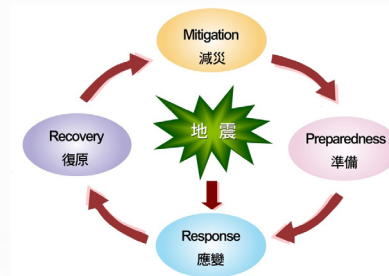 Mitigation
減災
地震
Recovery
復原
Preparedness
準備
Response
應變